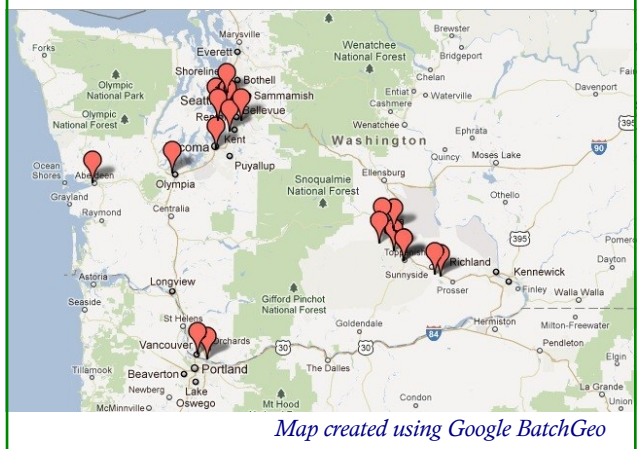 Marysville
Brewster
Forks
Everett
Wenatchee
National Forest
Bridgeport
Shoreline
Bothell
Chelan
Olympic
National Park
Entiat
Waterville
Davenport
Sammamish
Cashmere
Bellevue
Olympic
National Forest
Kent
Wenatchee
Ephrata
395
Washington
90
Puyallup
Quincy
Moses Lake
Ocean
Shores
Aberdeen
Olympia
Snoqualmie
National Forest
Ellensburg
Grayland
Othello
Raymond
Centralia
395
Pomero
Richland
Dayton
Sunnyside
Kennewick
Astoria
Longview
Prosser
Finley
Walla Walla
Seaside
Gifford Pinchot
National Forest
St Helens
Goldendale
Hermiston
Milton-Freewater
84
Vancouver
Orchards
30
30
Pendleton
Elgin
Tillamook
Portland
The Dalles
Beaverton
Newberg
Lake
Oswego
La Grande
McMinnville
Mt Hood
Condon
Union
Map created using Google BatchGeo